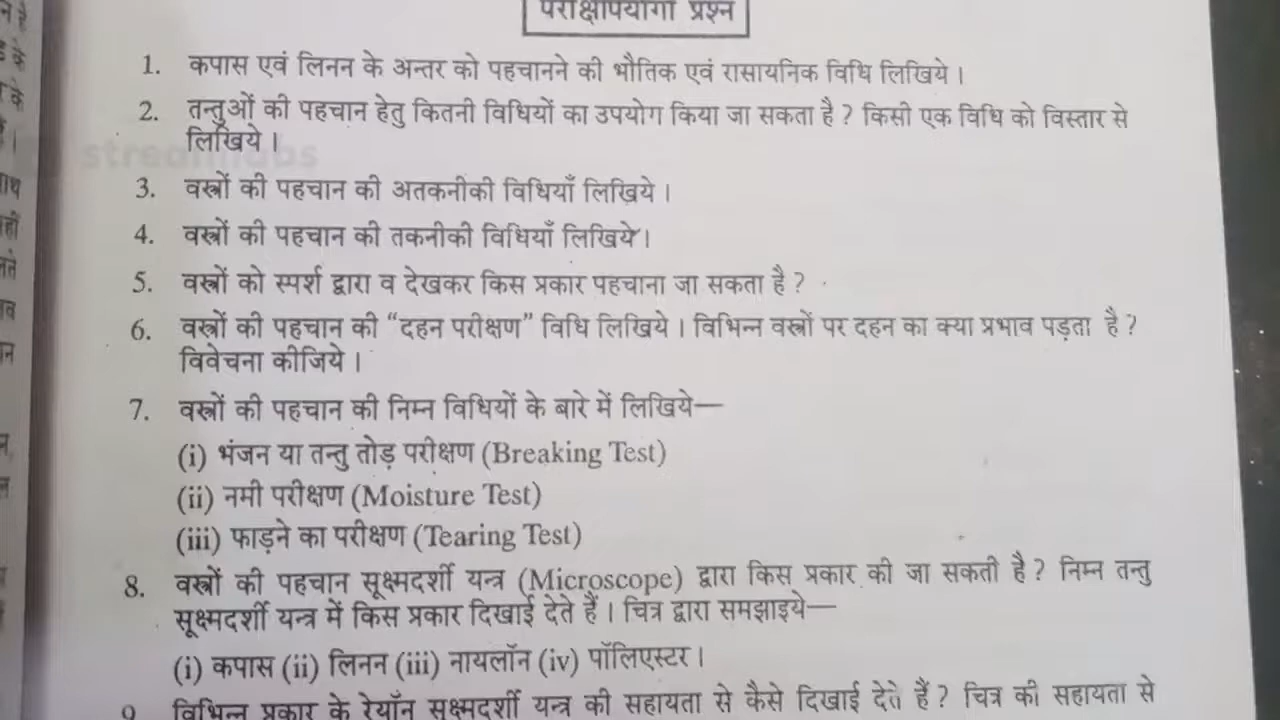 परीक्षोपयोगी प्रश्न
1. कपास एवं लिनन के अन्तर को पहचानने की भौतिक एवं रासायनिक विधि लिखिये।
2. तन्तुओं की पहचान हेतु कितनी विधियों का उपयोग किया जा सकता है ? किसी एक विधि को विस्तार से
लिखिये।
3. वस्त्रों की पहचान की अतकनीकी विधियाँ लिखिये।
4. वस्त्रों की पहचान की तकनीकी विधियाँ लिखिये।
5. वस्त्रों को स्पर्श द्वारा व देखकर किस प्रकार पहचाना जा सकता है ?
6. वस्त्रों की पहचान की “दहन परीक्षण” विधि लिखिये। विभिन्न वस्त्रों पर दहन का क्या प्रभाव पड़ता है ?
विवेचना कीजिये।
7. वस्त्रों की पहचान की निम्न विधियों के बारे में लिखिये—
(i) भंजन या तन्तु तोड़ परीक्षण (Breaking Test)
(ii) नमी परीक्षण (Moisture Test)
(iii) फाड़ने का परीक्षण (Tearing Test)
8. वस्त्रों की पहचान सूक्ष्मदर्शी यन्त्र (Microscope) द्वारा किस प्रकार की जा सकती है ? निम्न तन्तु
सूक्ष्मदर्शी यन्त्र में किस प्रकार दिखाई देते हैं। चित्र द्वारा समझाइये—
(i) कपास (ii) लिनन (iii) नायलॉन (iv) पॉलिएस्टर।
9. विभिन्न प्रकार के रेयॉन सूक्ष्मदर्शी यन्त्र की सहायता से कैसे दिखाई देते हैं ? चित्र की सहायता से
streamlabs